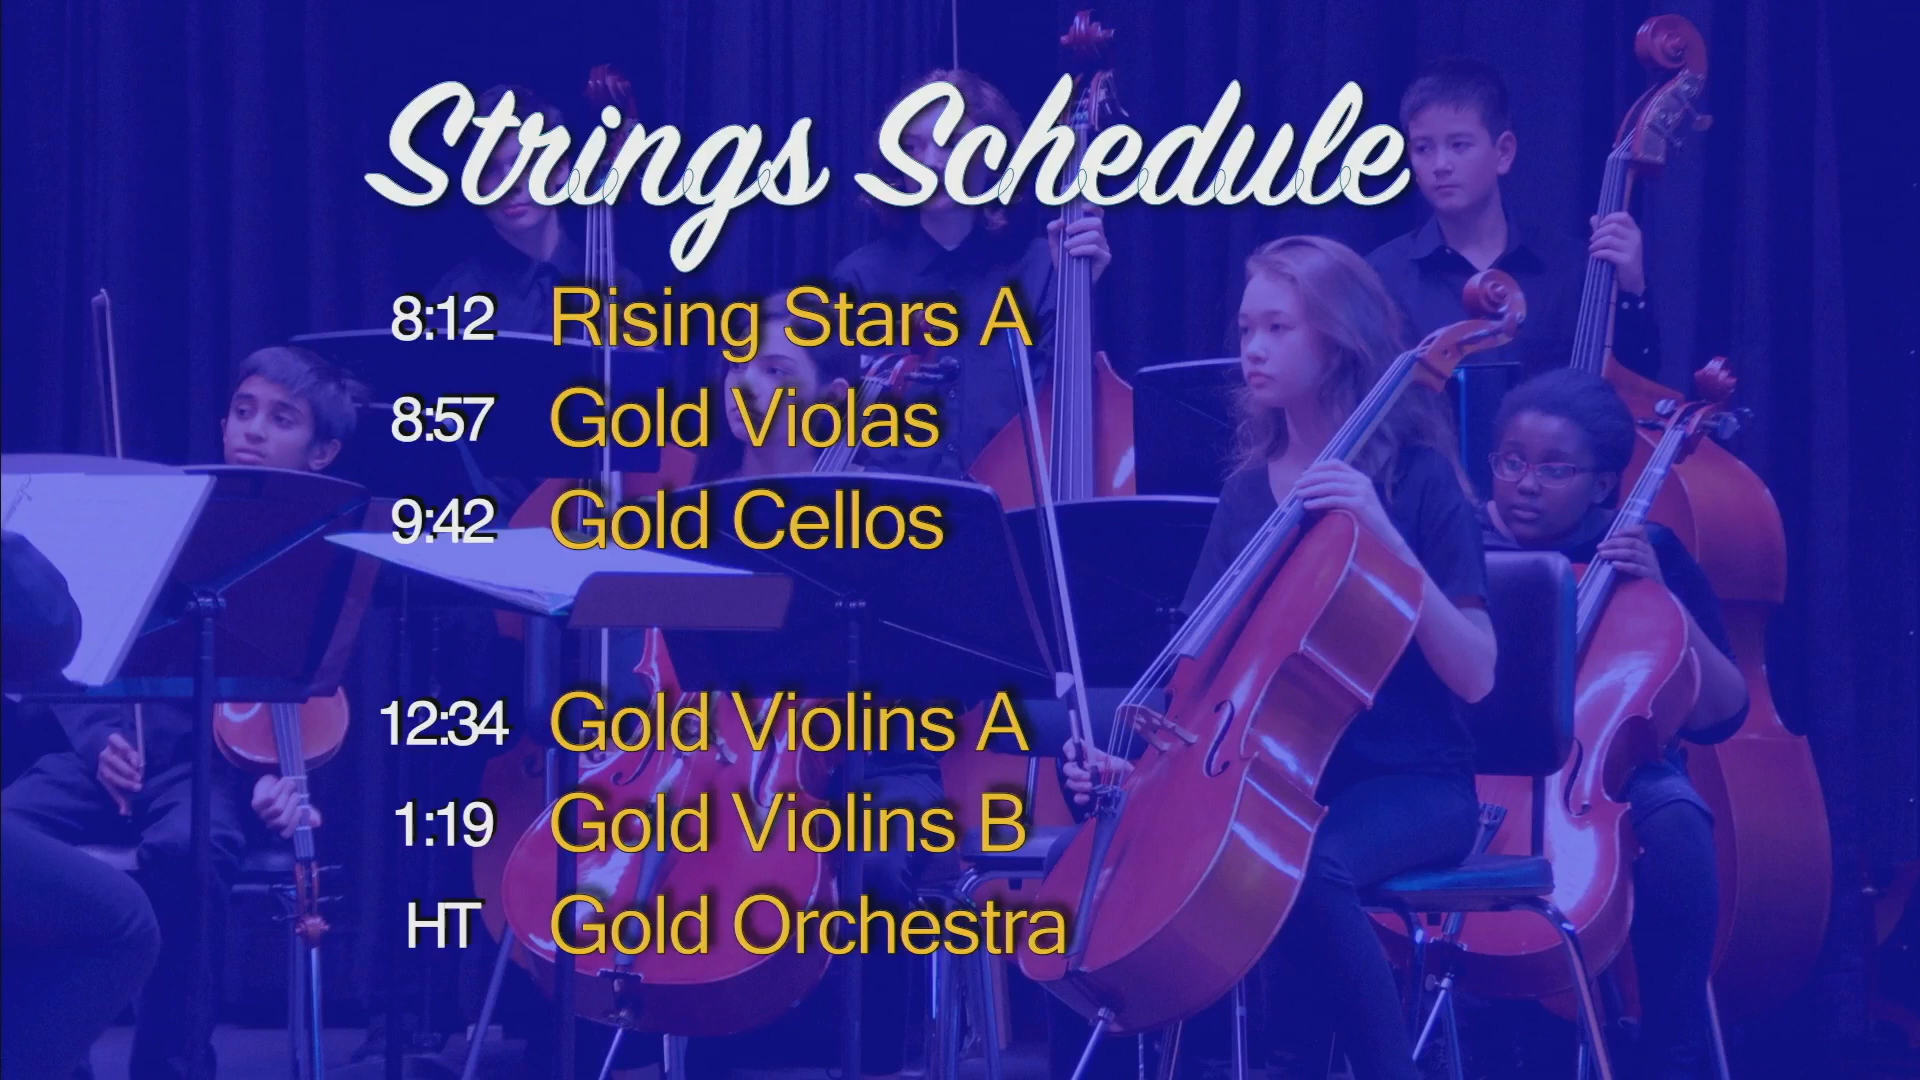 Strings Schedule
8:12 Rising Stars A
8:57 Gold Violas
9:42 Gold Cellos
12:34 Gold Violins A
1:19 Gold Violins B
HT Gold Orchestra